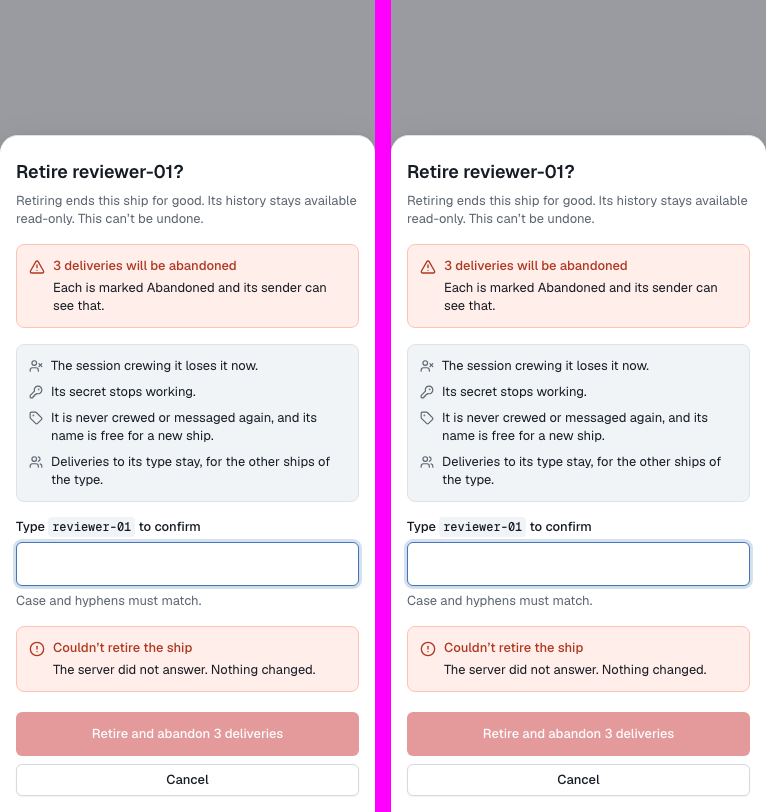 Retire reviewer-01?
Retiring ends this ship for good. Its history stays available
read-only. This can’t be undone.
3 deliveries will be abandoned
Each is marked Abandoned and its sender can
see that.
The session crewing it loses it now.
Its secret stops working.
It is never crewed or messaged again, and its
name is free for a new ship.
Deliveries to its type stay, for the other ships of
the type.
Type reviewer-01 to confirm
Case and hyphens must match.
Couldn’t retire the ship
The server did not answer. Nothing changed.
Retire and abandon 3 deliveries
Cancel
Retire reviewer-01?
Retiring ends this ship for good. Its history stays available
read-only. This can’t be undone.
3 deliveries will be abandoned
Each is marked Abandoned and its sender can
see that.
The session crewing it loses it now.
Its secret stops working.
It is never crewed or messaged again, and its
name is free for a new ship.
Deliveries to its type stay, for the other ships of
the type.
Type reviewer-01 to confirm
Case and hyphens must match.
Couldn’t retire the ship
The server did not answer. Nothing changed.
Retire and abandon 3 deliveries
Cancel